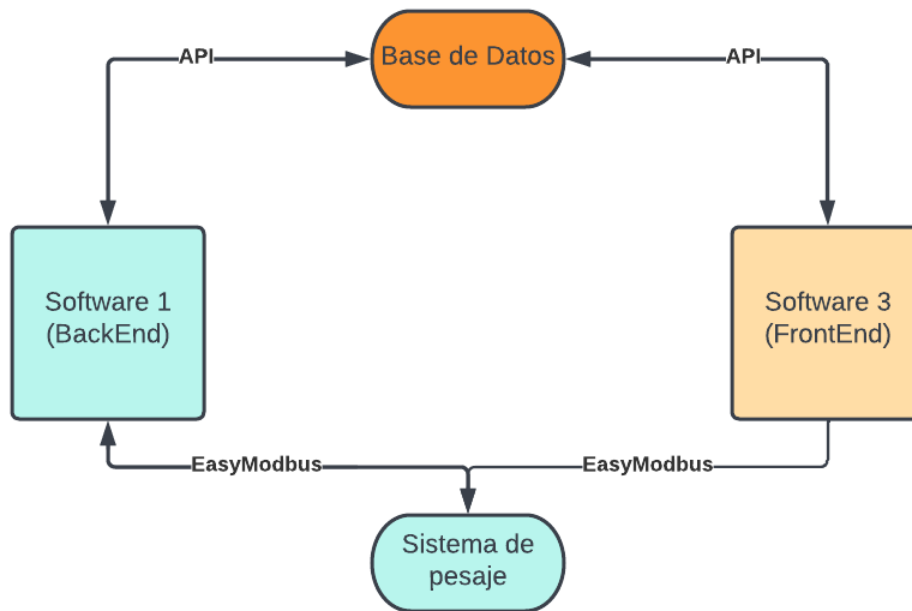 API
Base de Datos
API
Software 1
(BackEnd)
Software 3
(FrontEnd)
EasyModbus
EasyModbus
Sistema de
pesaje